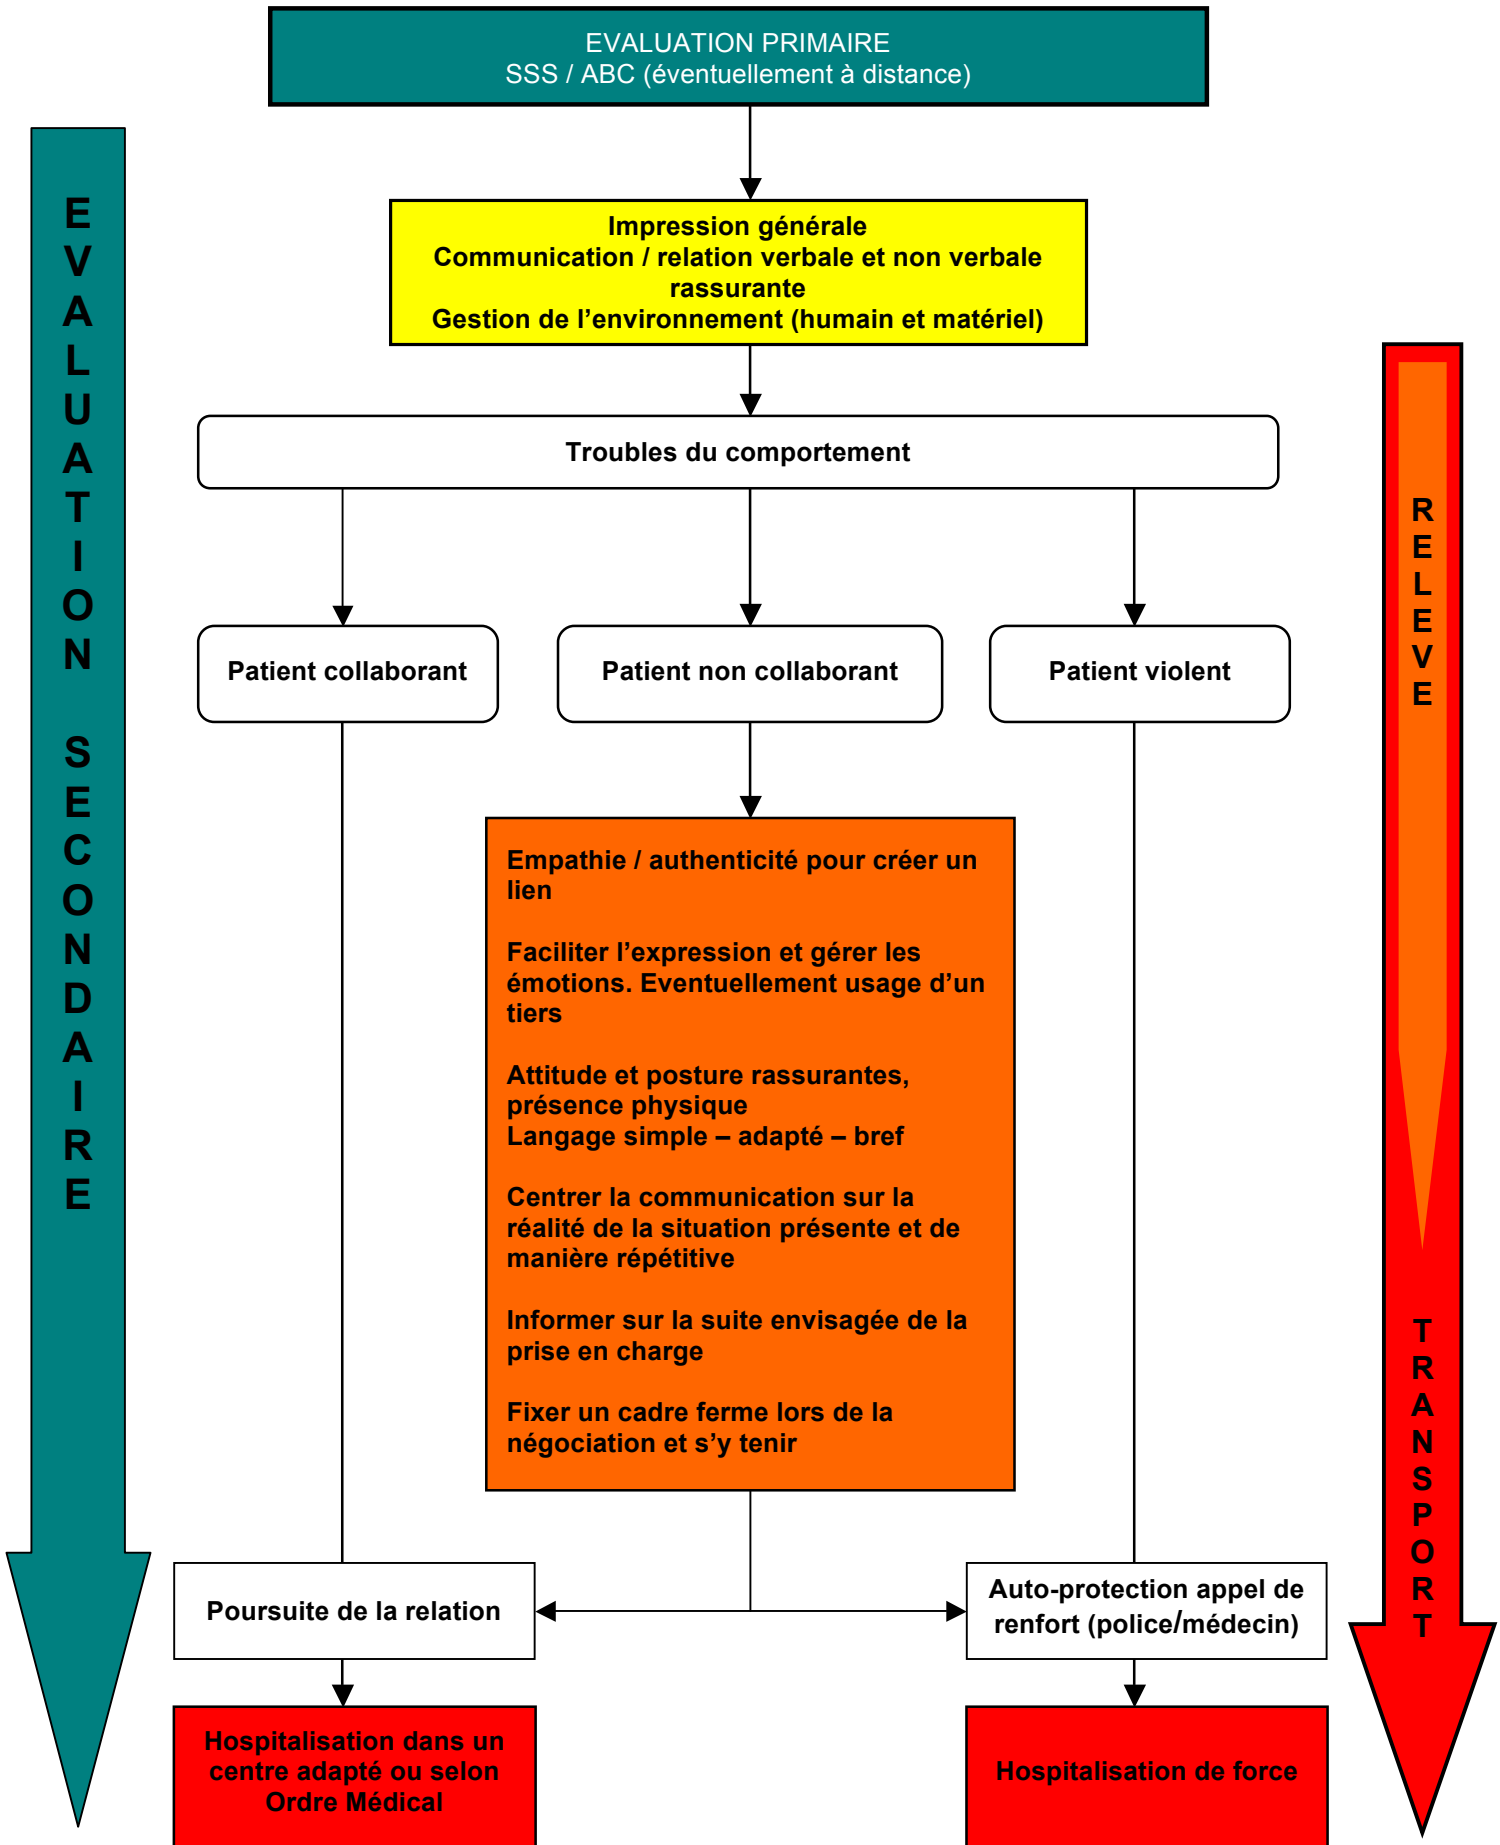 EVALUATION PRIMAIRE
SSS / ABC (éventuellement à distance)
EVALUATION SECONDAIRE
Impression générale
Communication / relation verbale et non verbale
rassurante
Gestion de l’environnement (humain et matériel)
Troubles du comportement
RELEVE
TRANSPORT
Patient collaborant
Patient non collaborant
Patient violent
Empathie / authenticité pour créer un
lien
Faciliter l’expression et gérer les
émotions. Eventuellement usage d’un
tiers
Attitude et posture rassurantes,
présence physique
Langage simple – adapté – bref
Centrer la communication sur la
réalité de la situation présente et de
manière répétitive
Informer sur la suite envisagée de la
prise en charge
Fixer un cadre ferme lors de la
négociation et s’y tenir
Poursuite de la relation
Auto-protection appel de
renfort (police/médecin)
Hospitalisation dans un
centre adapté ou selon
Ordre Médical
Hospitalisation de force